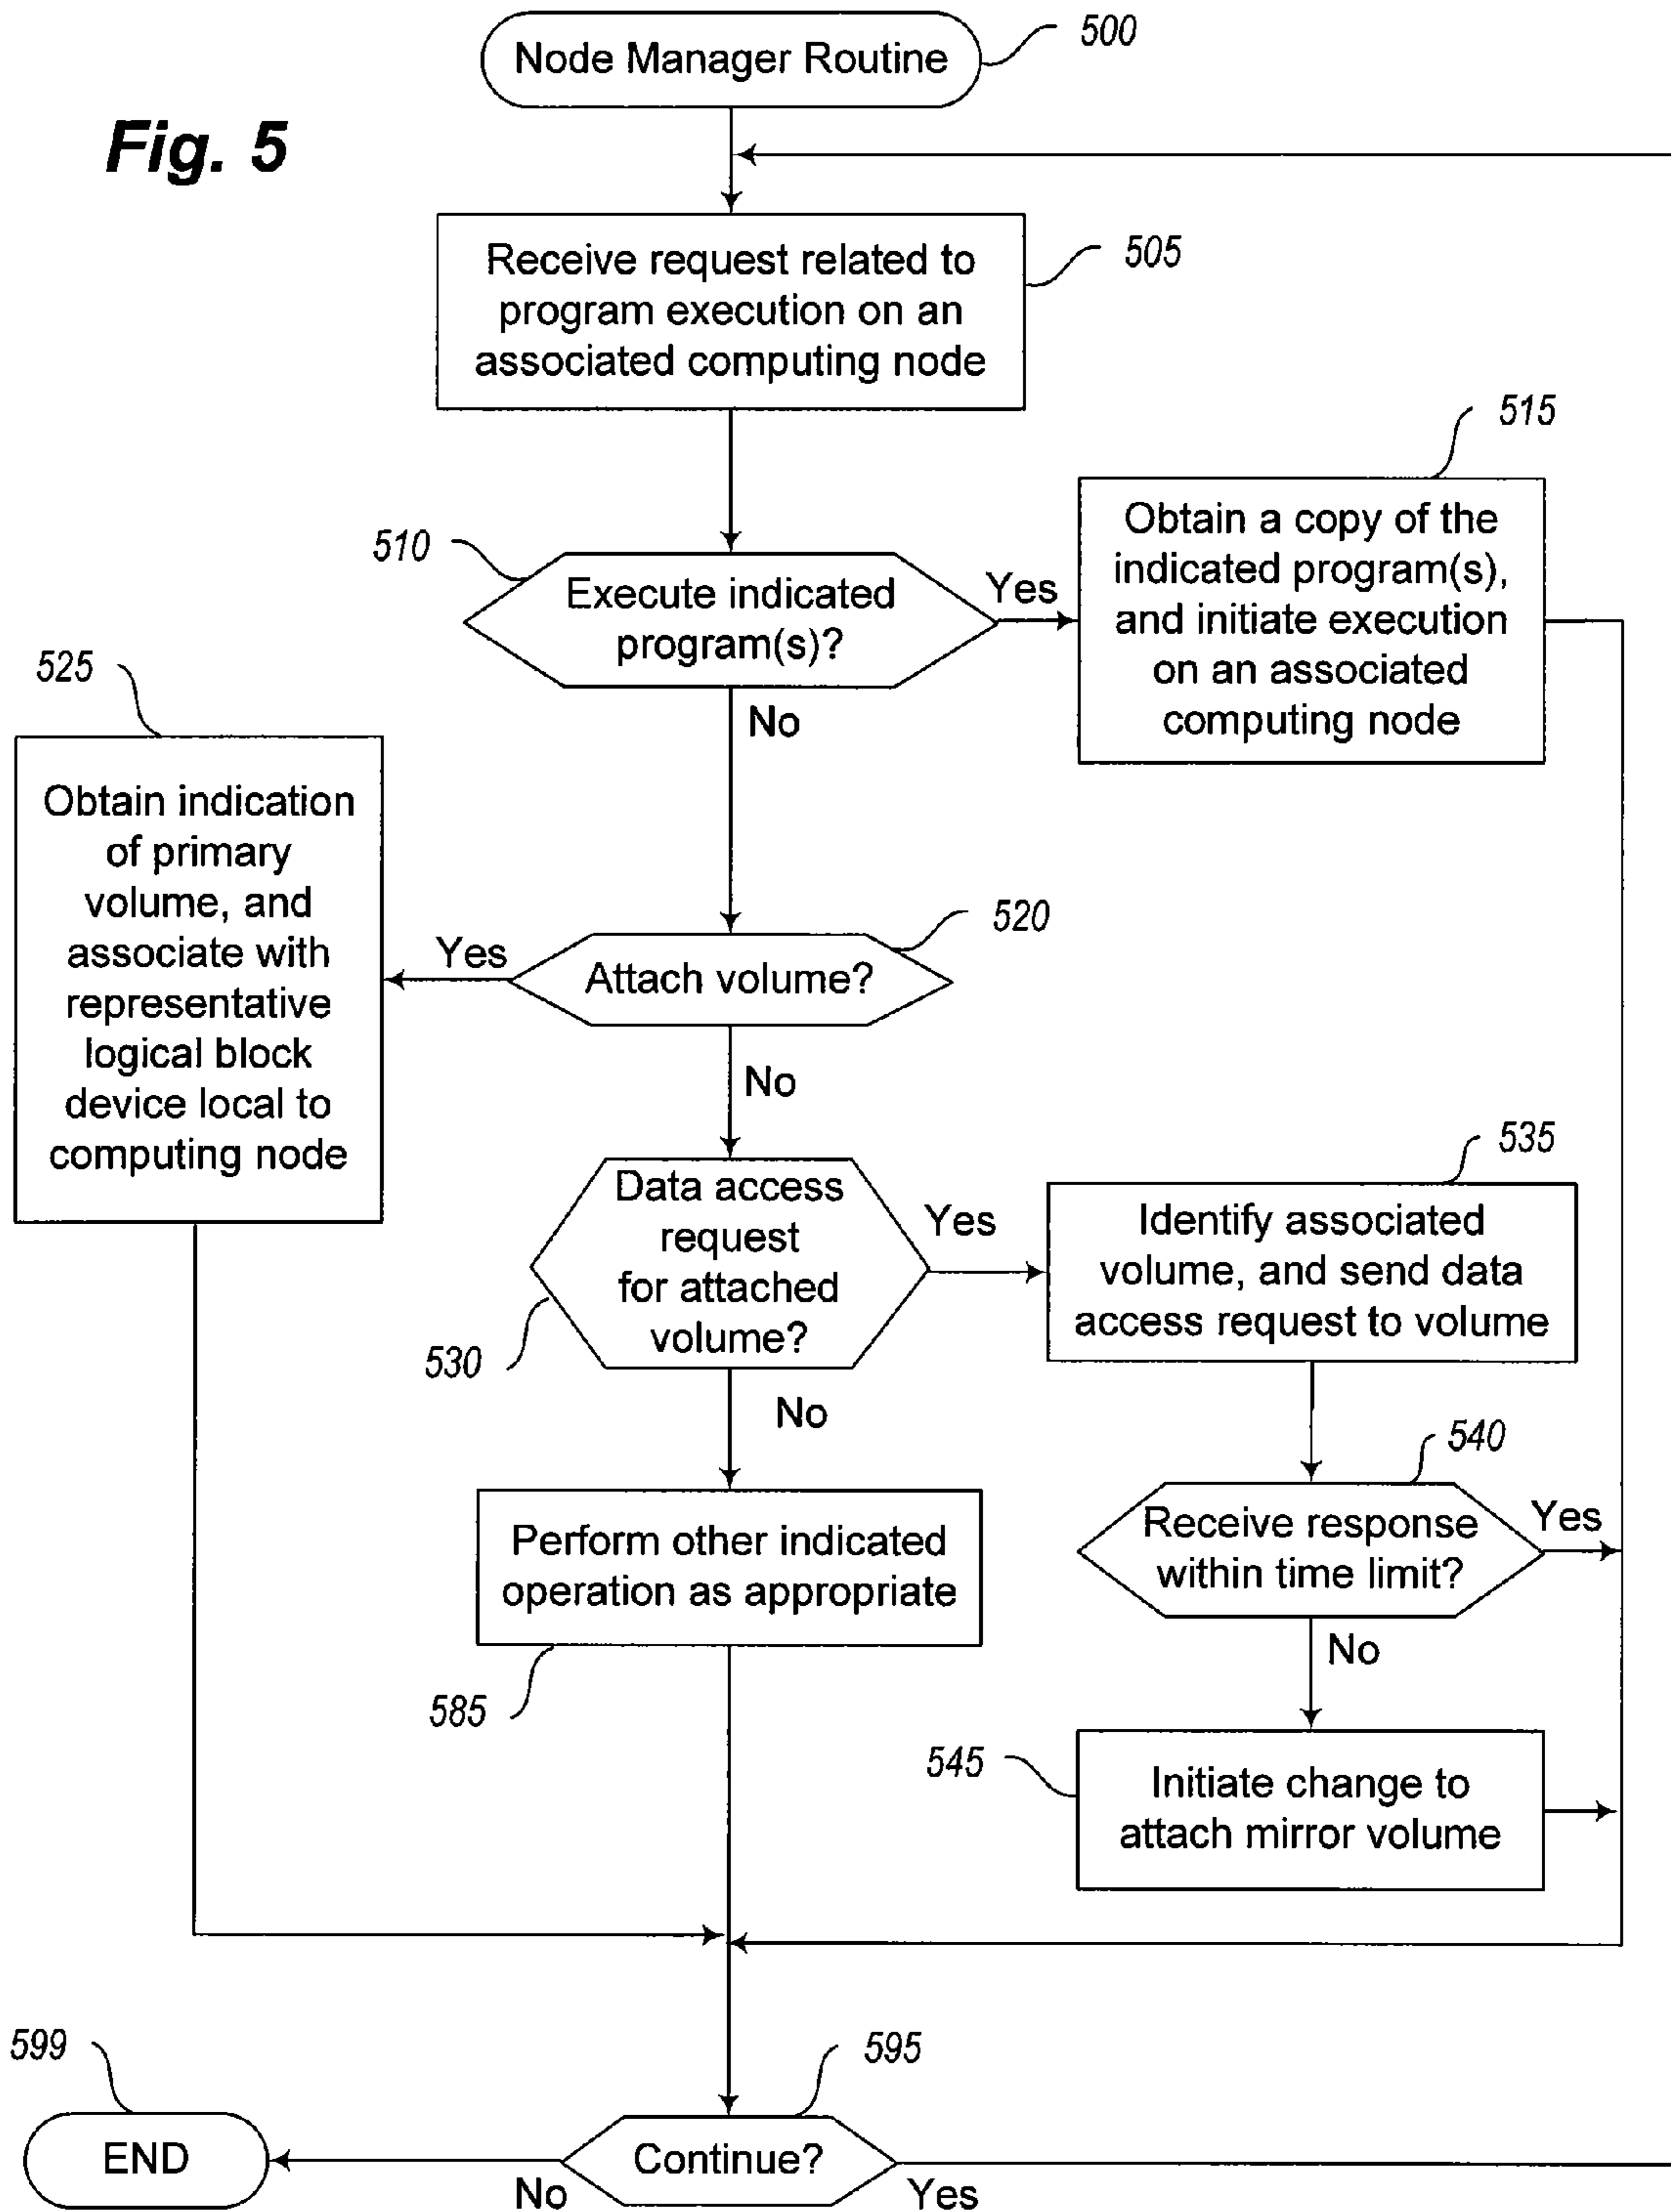 Fig. 5
Node Manager Routine
500
Receive request related to
program execution on an
associated computing node
505
510
Execute indicated
program(s)?
Yes
No
515
Obtain a copy of the
indicated program(s),
and initiate execution
on an associated
computing node
525
Obtain indication
of primary
volume, and
associate with
representative
logical block
device local to
computing node
Yes
Attach volume?
520
No
Data access
request
for attached
volume?
530
Yes
No
535
Identify associated
volume, and send data
access request to volume
540
Receive response
within time limit?
Yes
No
Perform other indicated
operation as appropriate
585
545
Initiate change to
attach mirror volume
599
END
No
Continue?
595
Yes